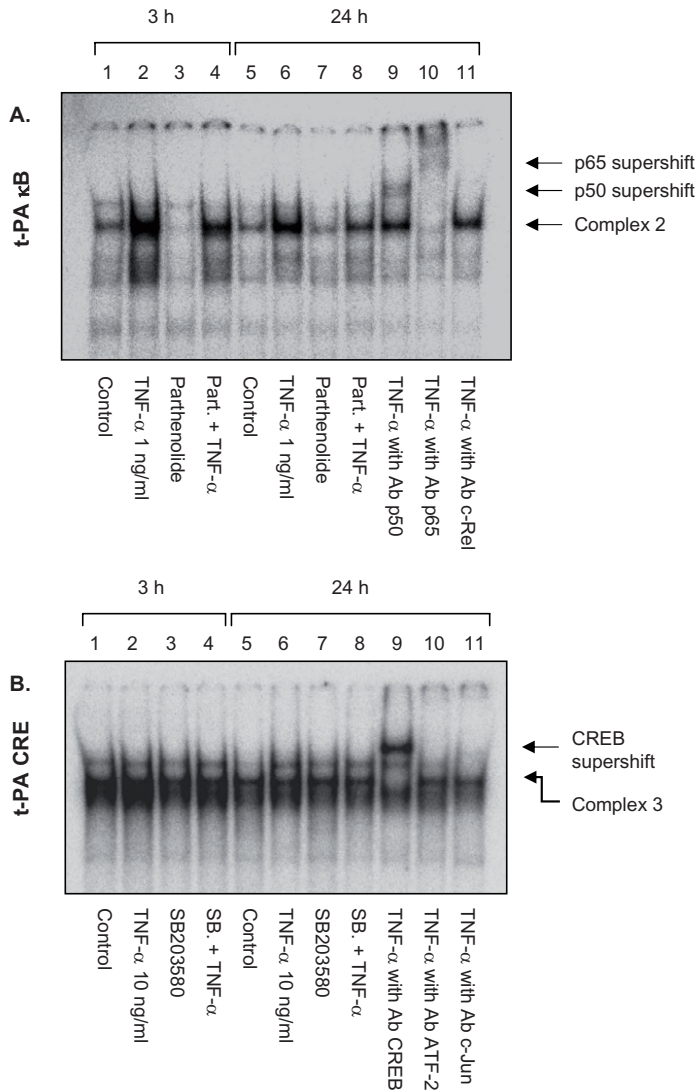 3 h 24 h
1 2 3 4 5 6 7 8 9 10 11
A.
t-PA κB
p65 supershift
p50 supershift
Complex 2
Control
TNF-α 1 ng/ml
Parthenolide
Part. + TNF-α
Control
TNF-α 1 ng/ml
Parthenolide
Part. + TNF-α
TNF-α with Ab p50
TNF-α with Ab p65
TNF-α with Ab c-Rel
3 h 24 h
1 2 3 4 5 6 7 8 9 10 11
B.
t-PA CRE
CREB
supershift
Complex 3
Control
TNF-α 10 ng/ml
SB203580
SB. + TNF-α
Control
TNF-α 10 ng/ml
SB203580
SB. + TNF-α
TNF-α with Ab CREB
TNF-α with Ab ATF-2
TNF-α with Ab c-Jun